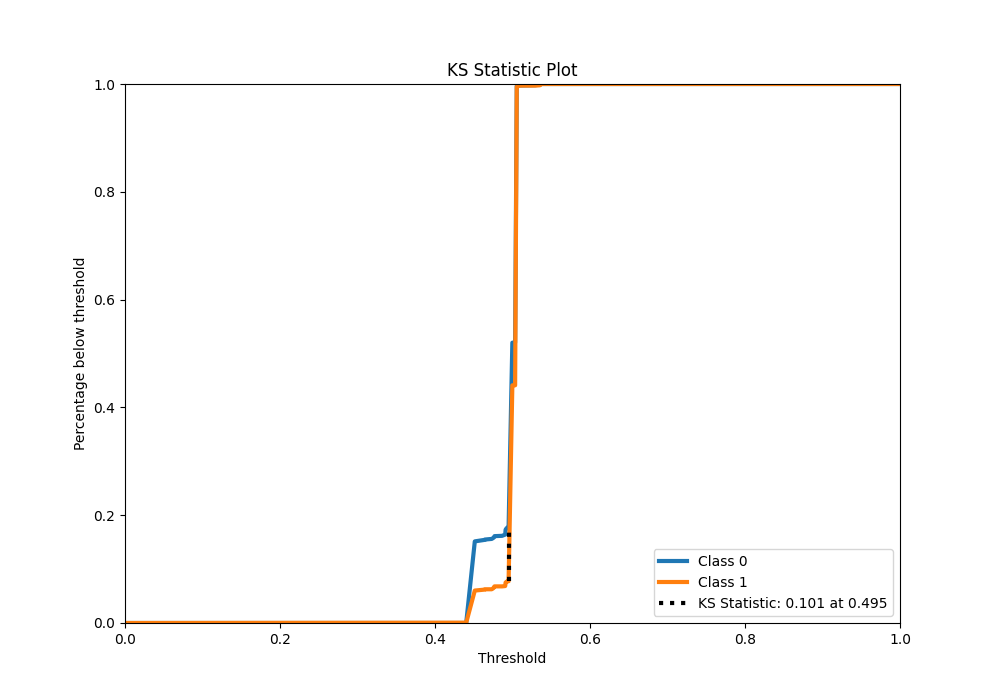 KS Statistic Plot
1.0
0.8
0.6
0.4
0.2
0.0
Percentage below threshold
0.0 0.2 0.4 0.6 0.8 1.0
Threshold
Class 0
Class 1
KS Statistic: 0.101 at 0.495